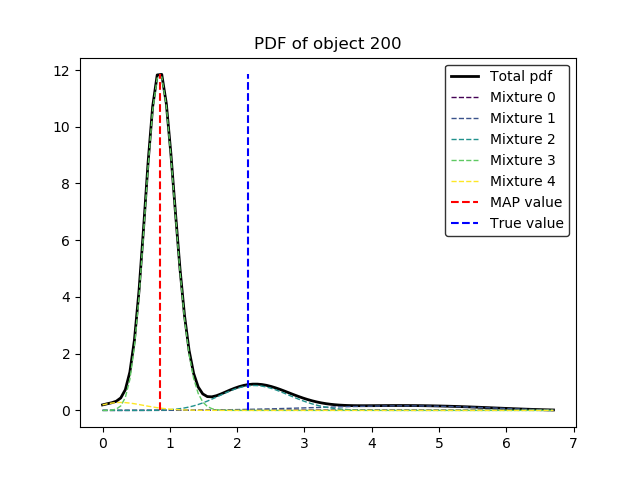 PDF of object 200
12
10
8
6
4
2
0
Total pdf
Mixture 0
Mixture 1
Mixture 2
Mixture 3
Mixture 4
MAP value
True value
0 1 2 3 4 5 6 7